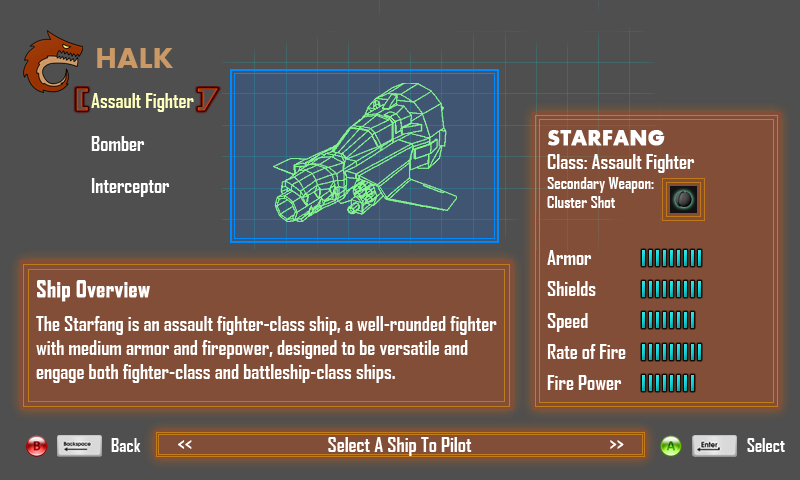 HALK
Assault Fighter
Bomber
Interceptor
STARFANG
Class: Assault Fighter
Secondary Weapon:
Cluster Shot
Armor
Shields
Speed
Rate of Fire
Fire Power
Ship Overview
The Starfang is an assault fighter-class ship, a well-rounded fighter
with medium armor and firepower, designed to be versatile and
engage both fighter-class and battleship-class ships.
B Backspace Back
<< Select A Ship To Pilot >>
A Enter Select